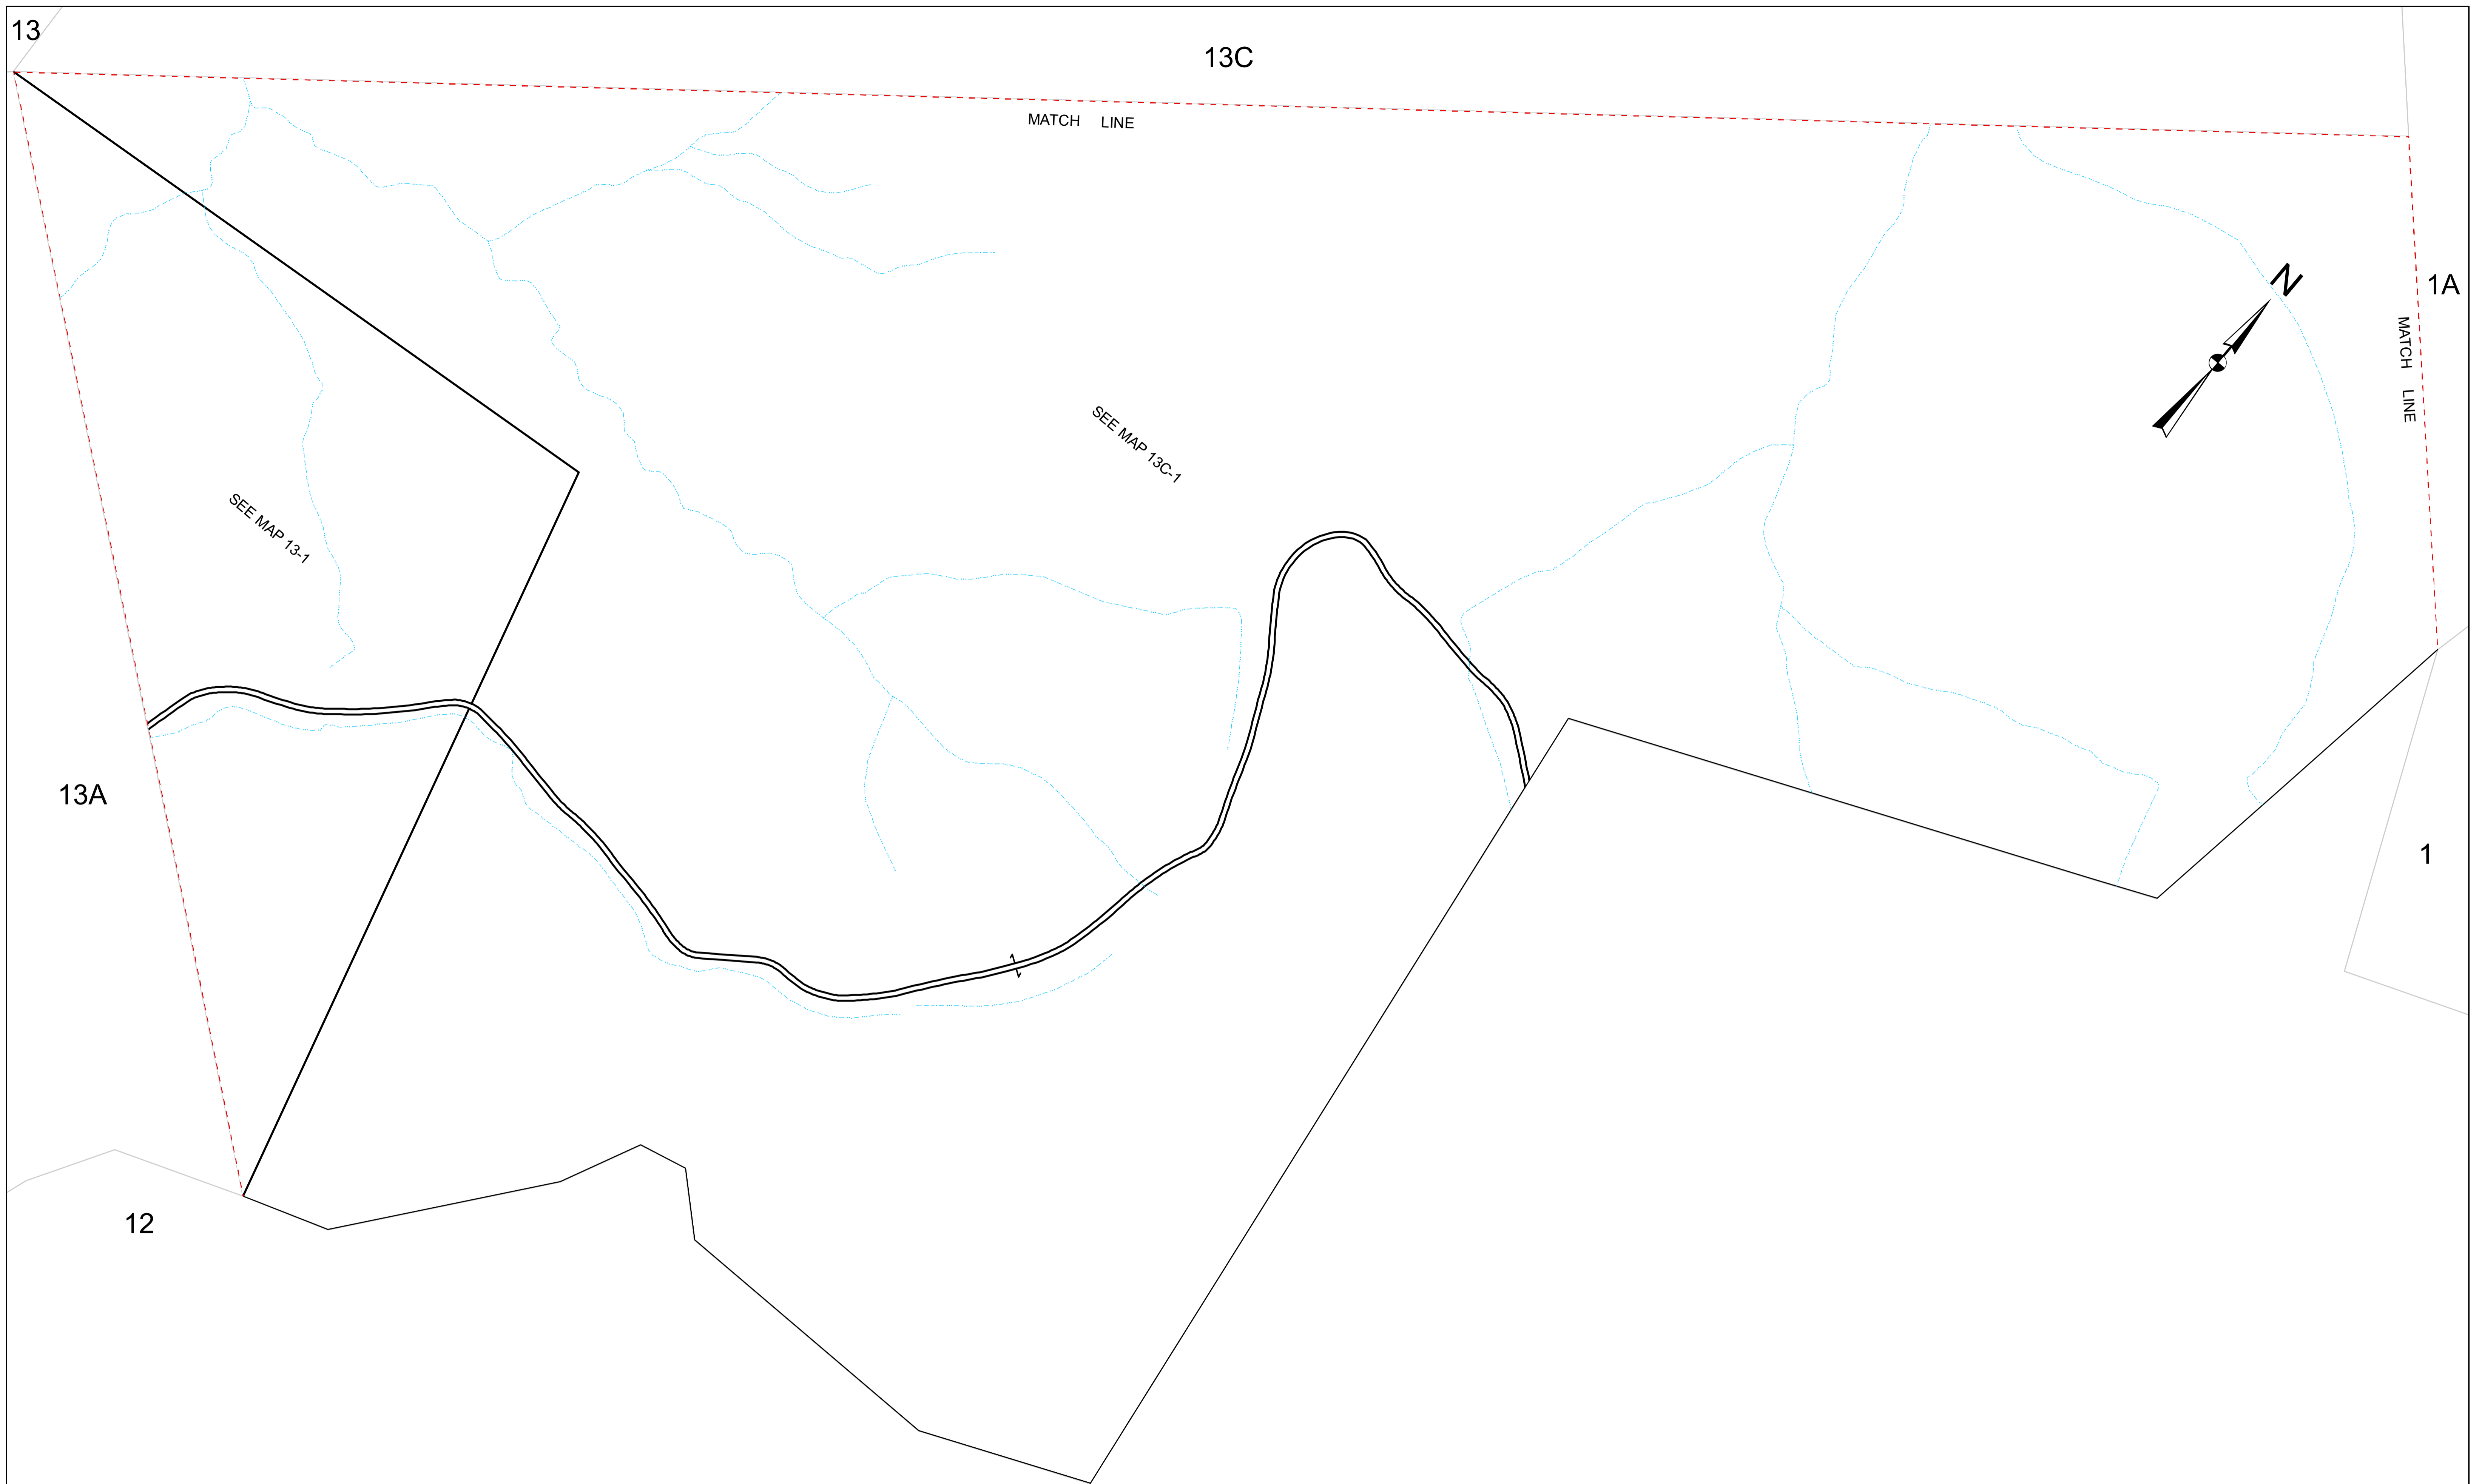 13
13C
MATCH LINE
N
1A
MATCH LINE
SEE MAP 13C-1
SEE MAP 13-1
13A
1
12